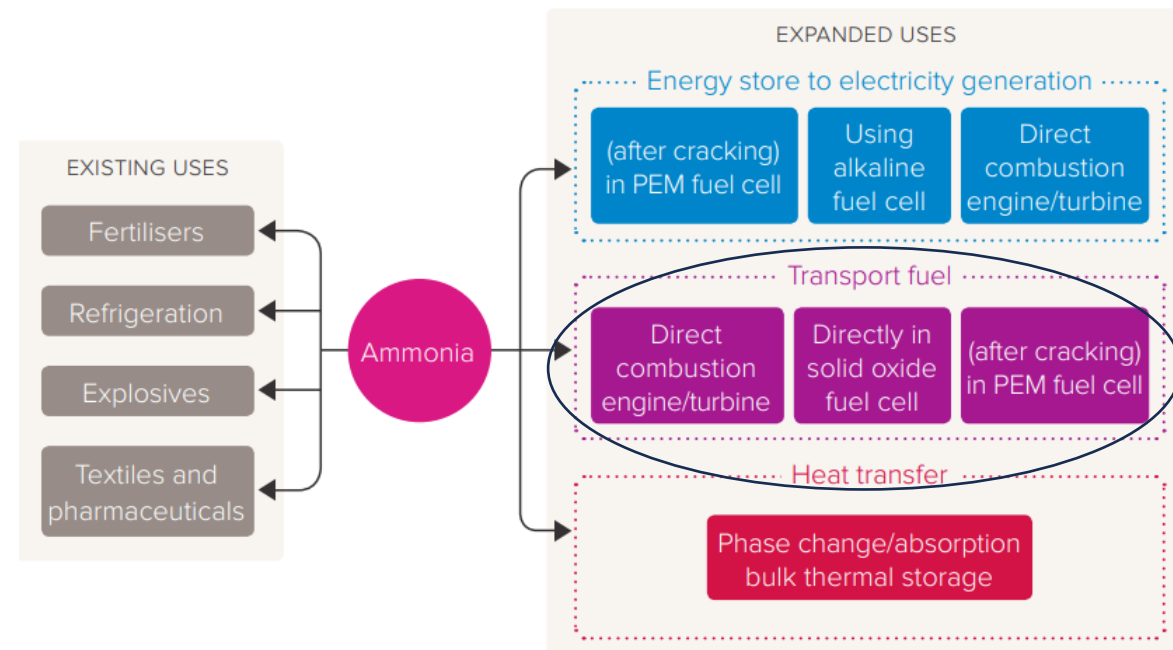 EXISTING USES
Fertilisers
Refrigeration
Explosives
Textiles and
pharmaceuticals
Ammonia
EXPANDED USES
Energy store to electricity generation
(after cracking)
in PEM fuel cell
Using
alkaline
fuel cell
Direct
combustion
engine/turbine
Transport fuel
Direct
combustion
engine/turbine
Directly in
solid oxide
fuel cell
(after cracking)
in PEM fuel cell
Heat transfer
Phase change/absorption
bulk thermal storage